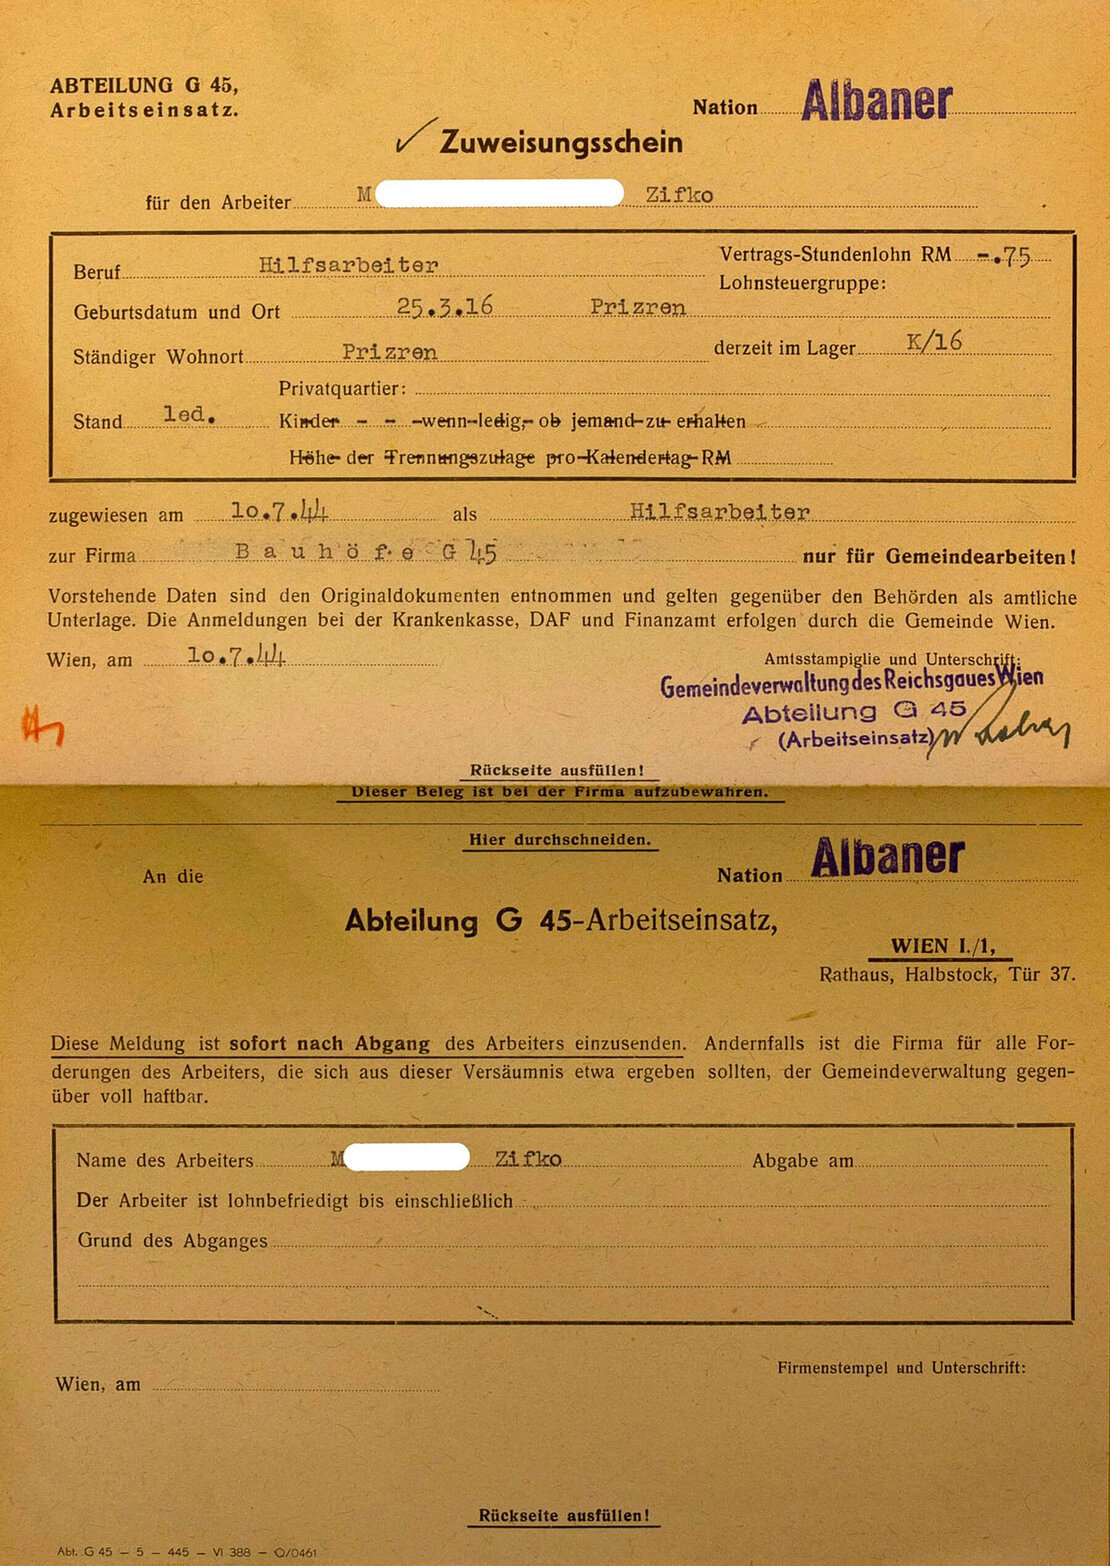 ABTEILUNG G 45,
Arbeitseinsatz.
Nation Albaner
Zuweisungsschein
für den Arbeiter M Zifko
Beruf Hilfsarbeiter
Vertrags-Stundenlohn RM -.75
Lohnsteuergruppe:
Geburtsdatum und Ort 25.3.16 Prizren
Ständiger Wohnort Prizren
derzeit im Lager K/16
Privatquartier:
Stand led. Kinder - - -wenn-ledig,- ob jemand-zu- erhalten
Höhe der Trennungszulage pro-Kalendertag-RM
zugewiesen am 10.7.44 als Hilfsarbeiter
zur Firma Bauhöfe G 45 nur für Gemeindearbeiten!
Vorstehende Daten sind den Originaldokumenten entnommen und gelten gegenüber den Behörden als amtliche
Unterlage. Die Anmeldungen bei der Krankenkasse, DAF und Finanzamt erfolgen durch die Gemeinde Wien.
Wien, am 10.7.44
Amtsstampiglie und Unterschrift:
Gemeindeverwaltung des Reichsgaues Wien
Abteilung G 45
(Arbeitseinsatz)
Rückseite ausfüllen!
Dieser Beleg ist bei der Firma aufzubewahren.
Hier durchschneiden.
An die
Nation Albaner
Abteilung G 45-Arbeitseinsatz,
WIEN I./1,
Rathaus, Halbstock, Tür 37.
Diese Meldung ist sofort nach Abgang des Arbeiters einzusenden. Andernfalls ist die Firma für alle For-
derungen des Arbeiters, die sich aus dieser Versäumnis etwa ergeben sollten, der Gemeindeverwaltung gegen-
über voll haftbar.
Name des Arbeiters M Zifko Abgabe am
Der Arbeiter ist lohnbefriedigt bis einschließlich
Grund des Abganges
Firmenstempel und Unterschrift:
Wien, am
Rückseite ausfüllen!
Abt. G 45 — 5 — 445 — VI 388 — O/0461